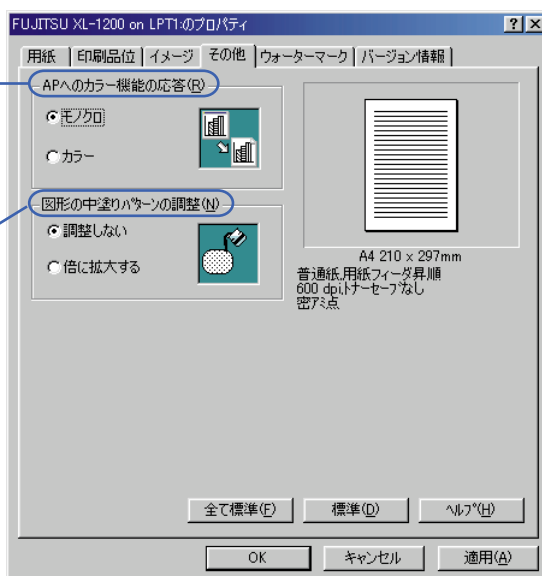 FUJITSU XL-1200 on LPT1:のプロパティ
用紙 印刷品位 イメージ その他 ウォーターマーク バージョン情報
APへのカラー機能の応答(R)
モノクロ
カラー
図形の中塗りパターンの調整(N)
調整しない
倍に拡大する
A4 210 x 297mm
普通紙,用紙フィーダ昇順
600 dpi,トナーセーブなし
密アミ点
全て標準(E) 標準(D) ヘルプ(H)
OK キャンセル 適用(A)